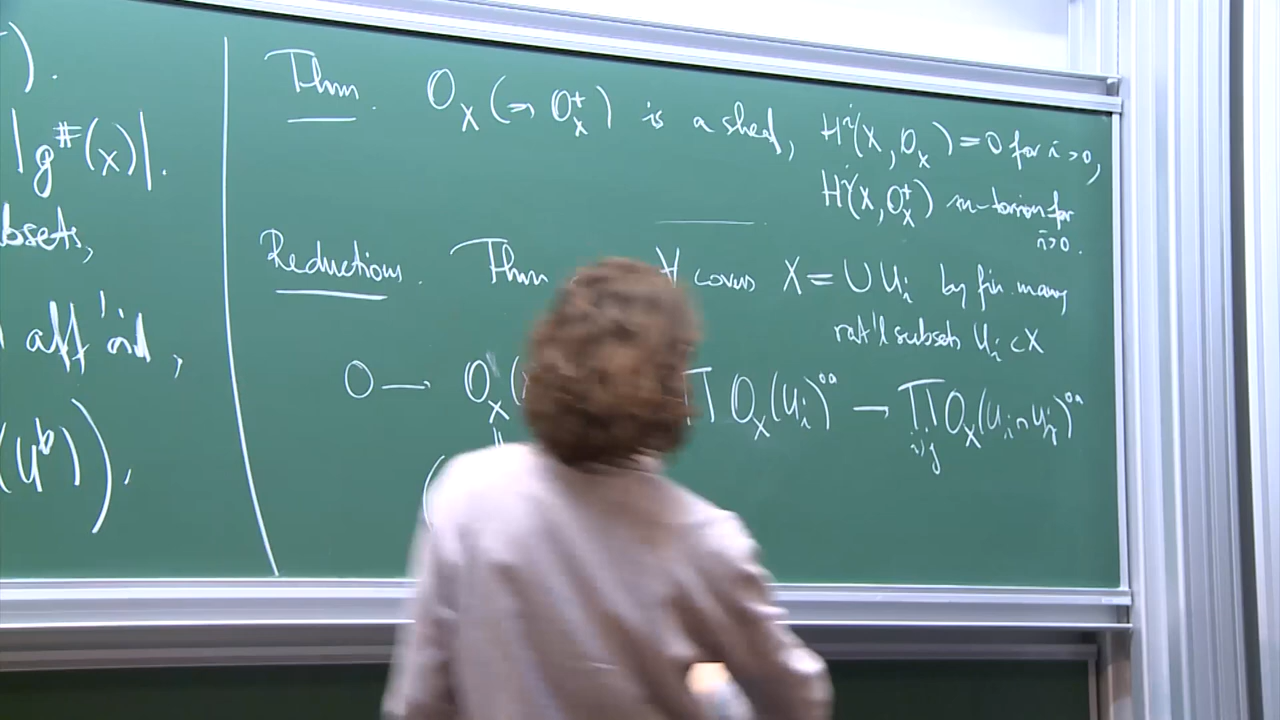 ).
|g^#(x)|.
bsets,
aff'oid,
(U^b)),
Thm. O_X (⇒ O_X^+) is a sheaf, H^i(X, O_X) = 0 for i > 0,
H^i(X, O_X^+) m-torsion for
i > 0.
Reductions. Thm ∀ covers X = ∪ U_i by fin. many
rat'l subsets U_i ⊂ X
0 → O_X( ∏ O_X(U_i)^{oa} → ∏_{i,j} O_X(U_i ∩ U_j)^{oa}
(